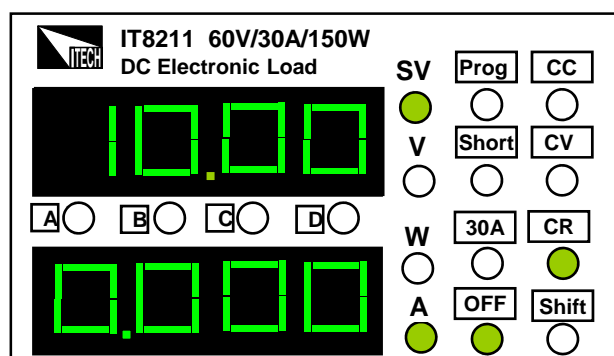 ITECH IT8211 60V/30A/150W
DC Electronic Load
SV Prog CC
10.00
V Short CV
A B C D
W 30A CR
0.000
A OFF Shift